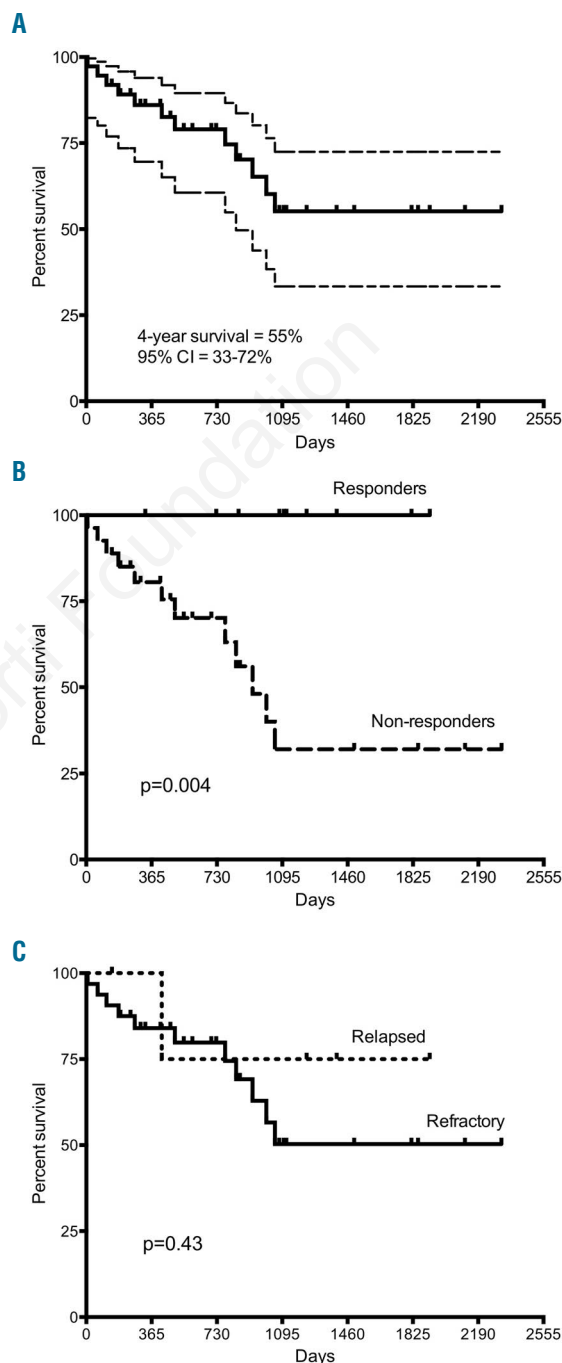 A
100
75
50
25
0
Percent survival
4-year survival = 55%
95% CI = 33-72%
0 365 730 1095 1460 1825 2190 2555
Days
B
Responders
100
75
50
25
0
Percent survival
Non-responders
p=0.004
0 365 730 1095 1460 1825 2190 2555
Days
C
100
75
50
25
0
Percent survival
Relapsed
Refractory
p=0.43
0 365 730 1095 1460 1825 2190 2555
Days
Foundation